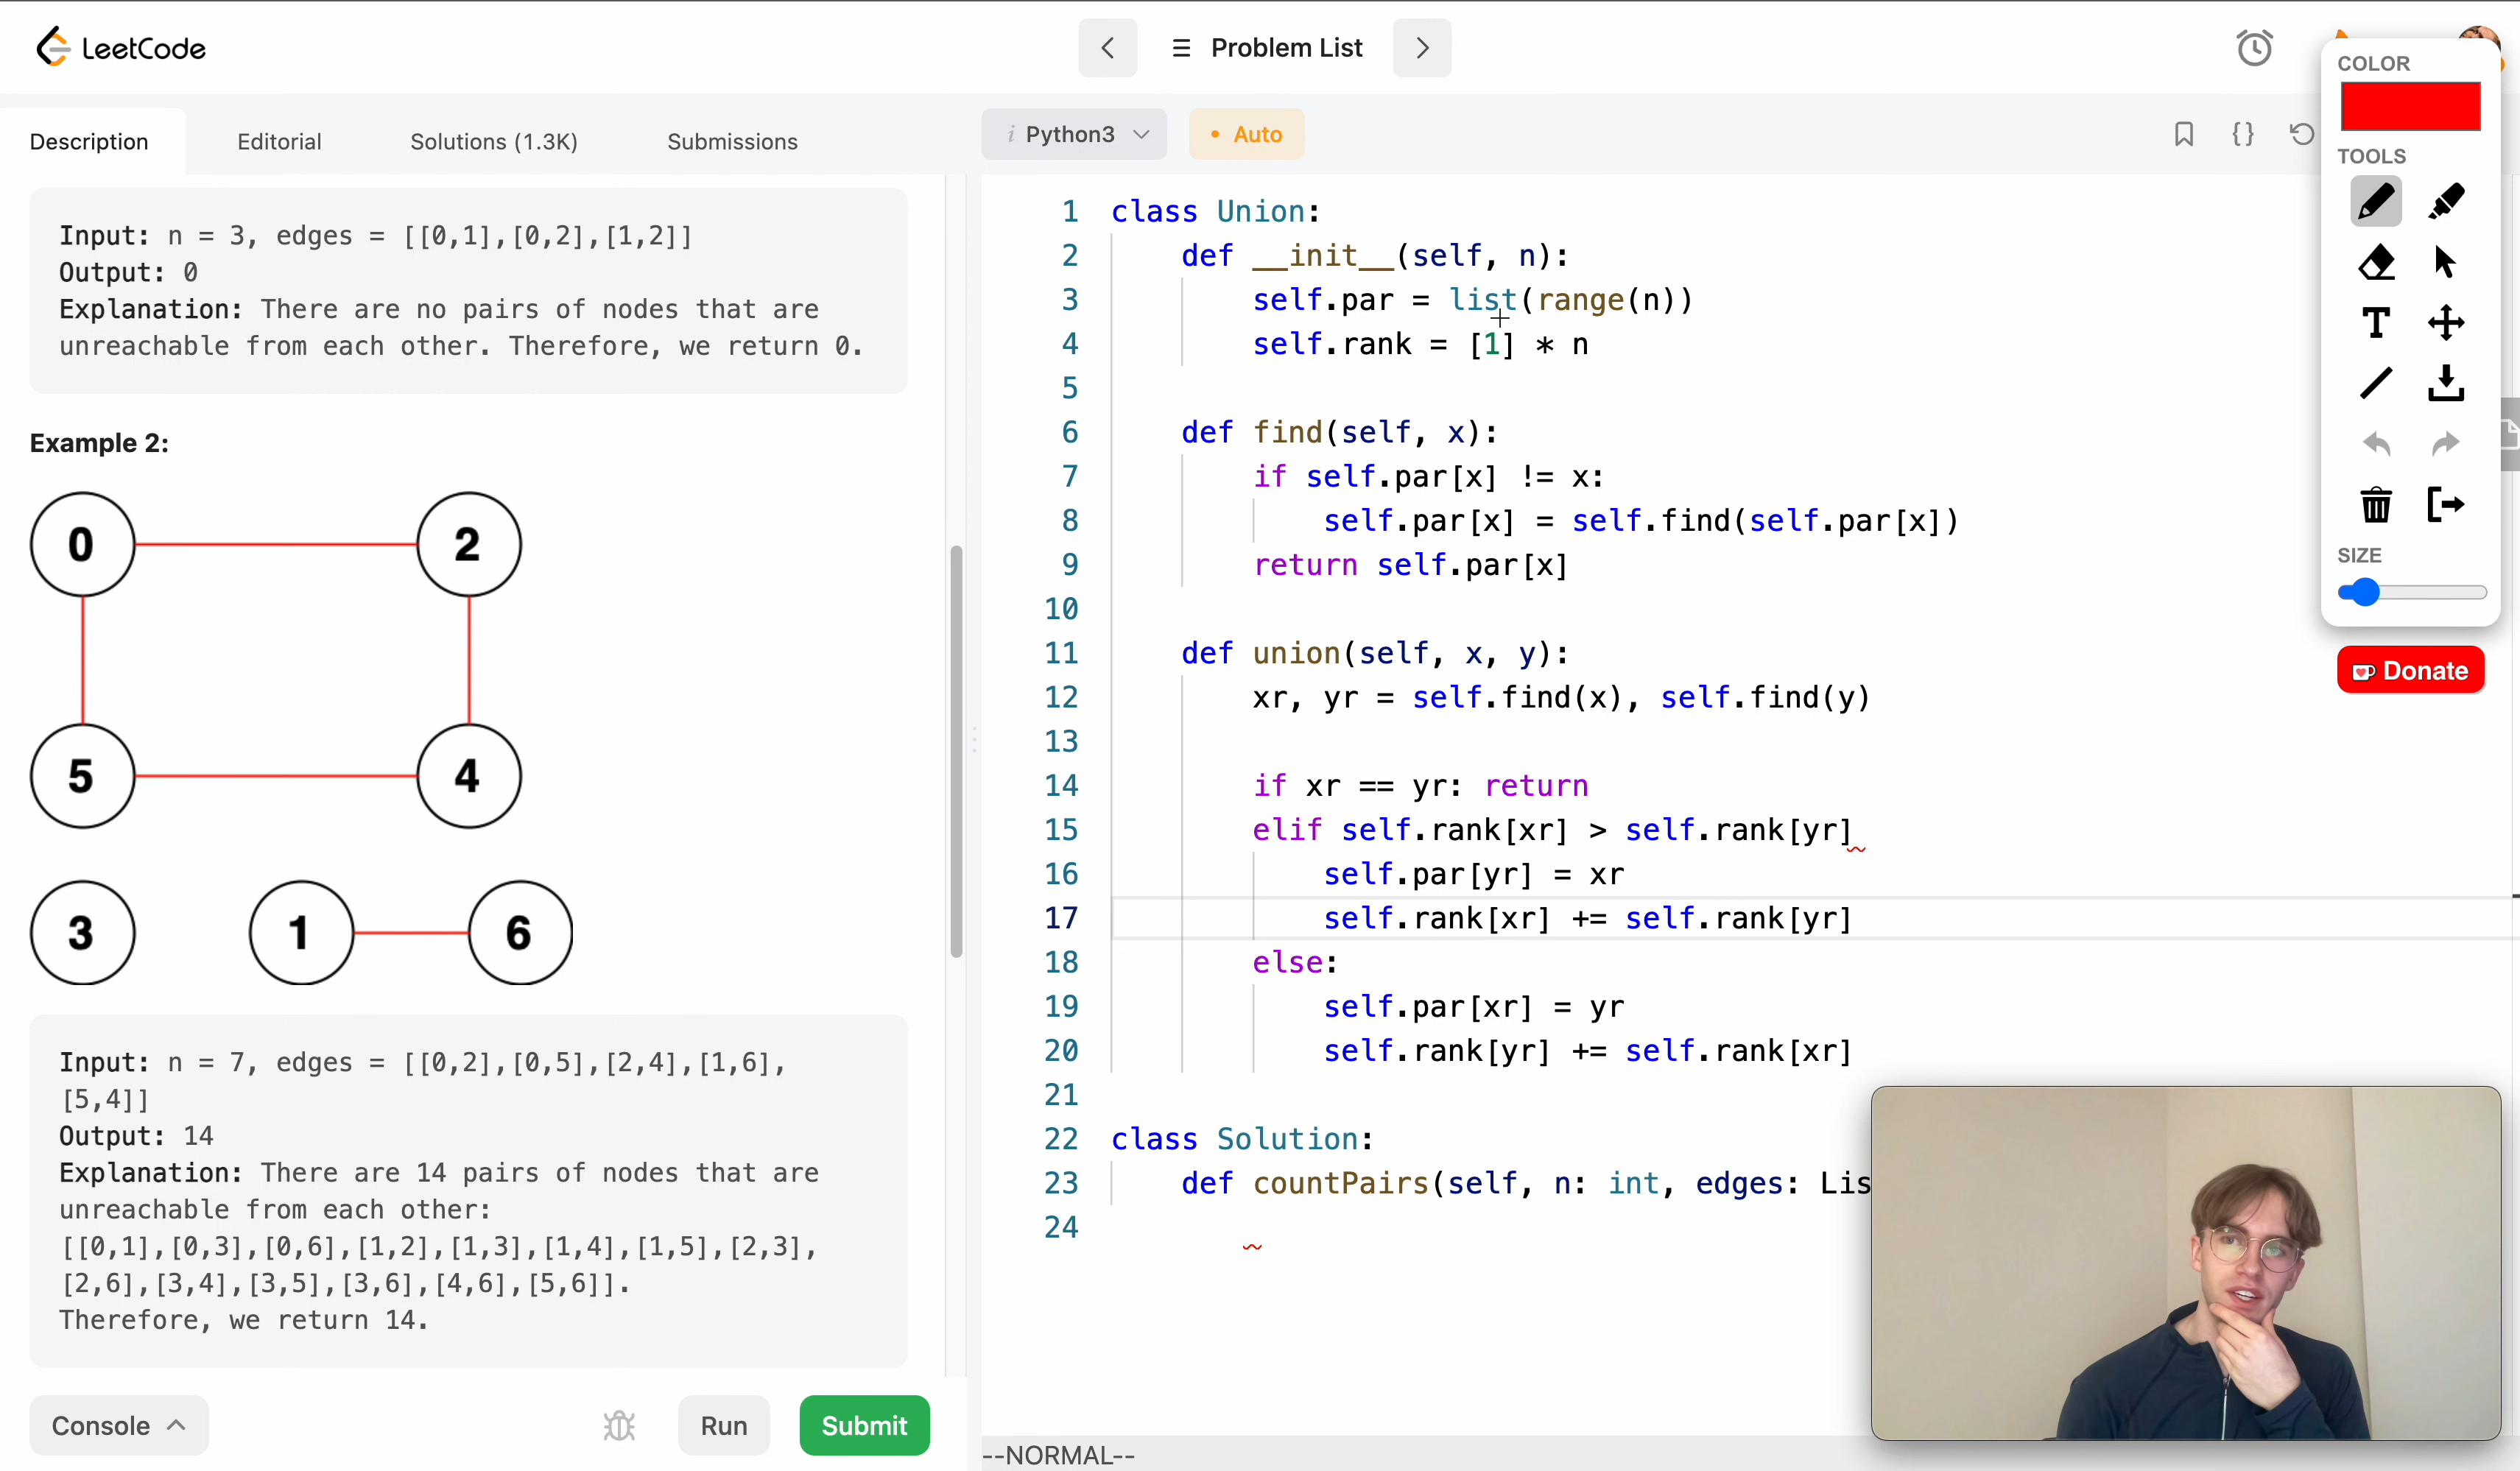 LeetCode
Problem List
COLOR
TOOLS
SIZE
Donate
Description Editorial Solutions (1.3K) Submissions
Input: n = 3, edges = [[0,1],[0,2],[1,2]]
Output: 0
Explanation: There are no pairs of nodes that are
unreachable from each other. Therefore, we return 0.
Example 2:
0 2
5 4
3 1 6
Input: n = 7, edges = [[0,2],[0,5],[2,4],[1,6],
[5,4]]
Output: 14
Explanation: There are 14 pairs of nodes that are
unreachable from each other:
[[0,1],[0,3],[0,6],[1,2],[1,3],[1,4],[1,5],[2,3],
[2,6],[3,4],[3,5],[3,6],[4,6],[5,6]].
Therefore, we return 14.
Console Run Submit
i Python3 • Auto
1 class Union:
2 def __init__(self, n):
3 self.par = list(range(n))
4 self.rank = [1] * n
5
6 def find(self, x):
7 if self.par[x] != x:
8 self.par[x] = self.find(self.par[x])
9 return self.par[x]
10
11 def union(self, x, y):
12 xr, yr = self.find(x), self.find(y)
13
14 if xr == yr: return
15 elif self.rank[xr] > self.rank[yr]
16 self.par[yr] = xr
17 self.rank[xr] += self.rank[yr]
18 else:
19 self.par[xr] = yr
20 self.rank[yr] += self.rank[xr]
21
22 class Solution:
23 def countPairs(self, n: int, edges: Lis
24
--NORMAL--